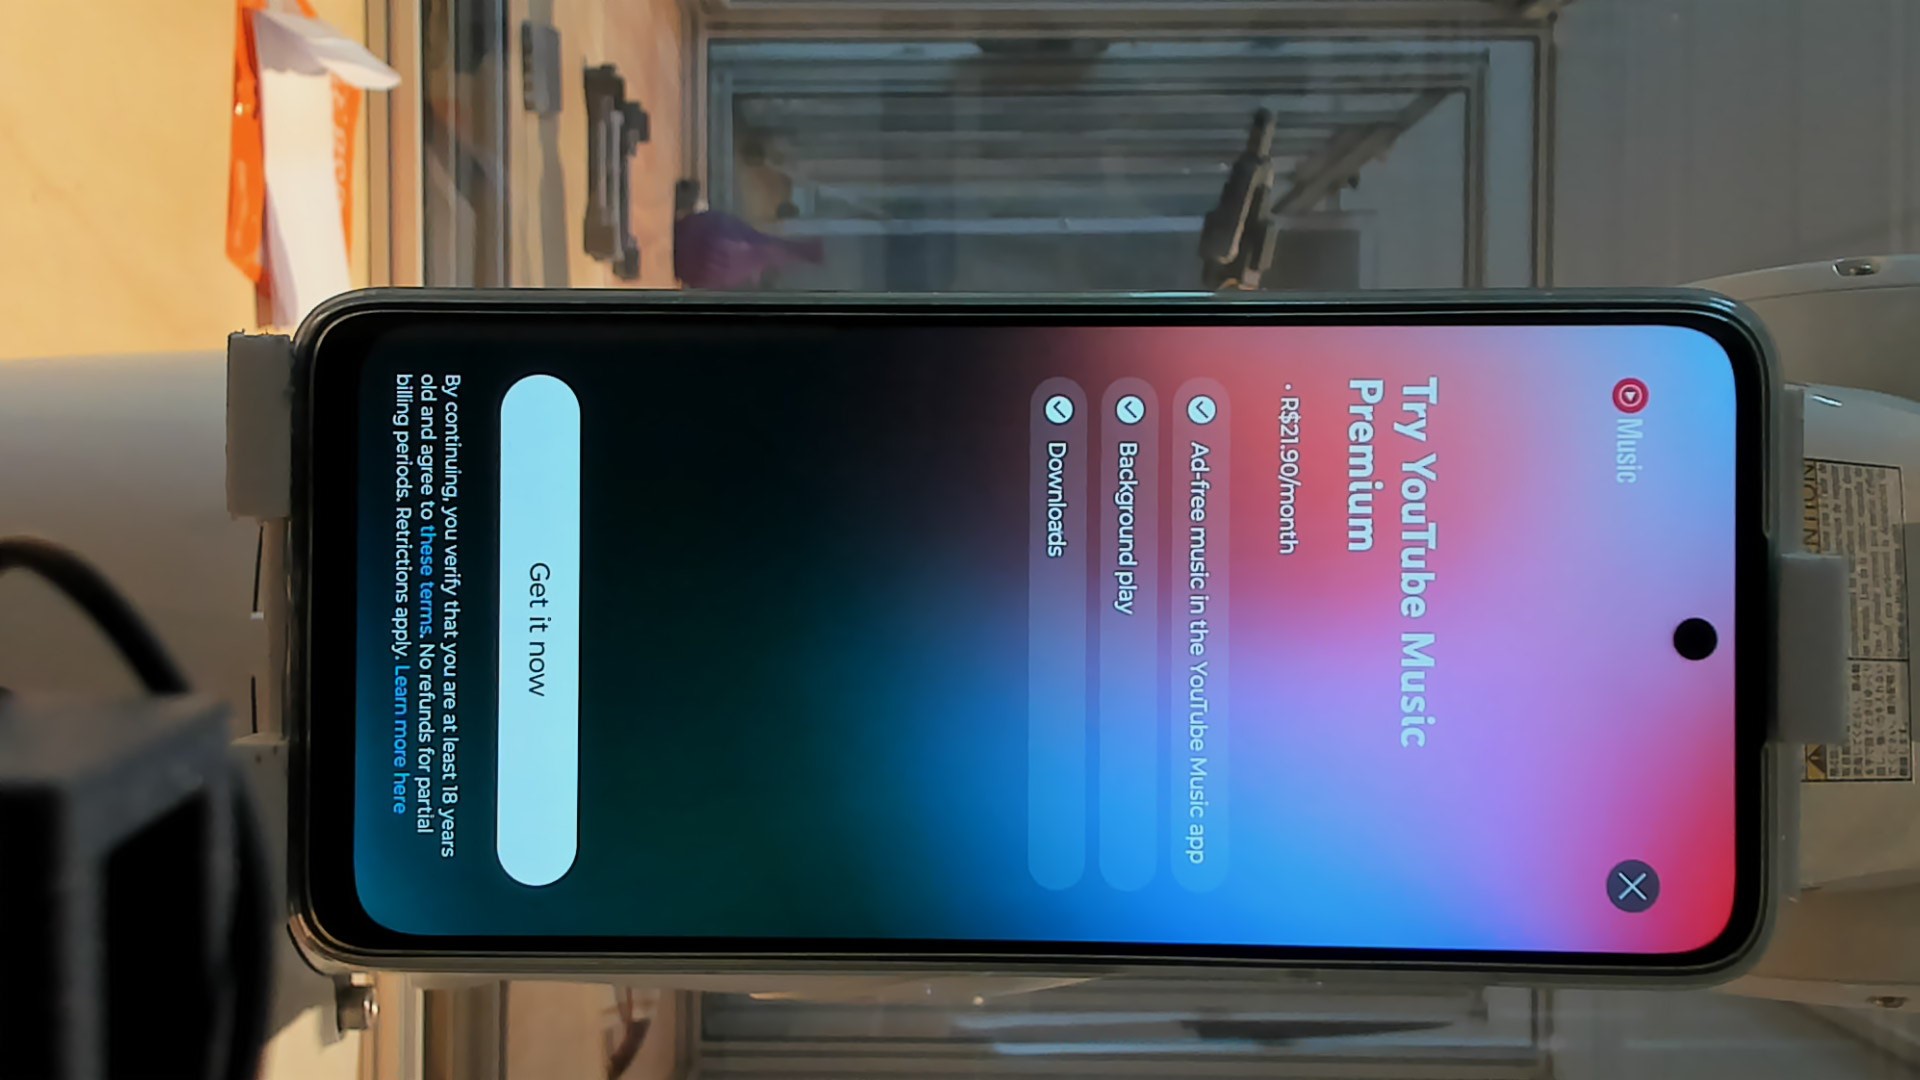 Music
Try YouTube Music
Premium
• R$21.90/month
Ad-free music in the YouTube Music app
Background play
Downloads
Get it now
By continuing, you verify that you are at least 18 years
old and agree to these terms. No refunds for partial
billing periods. Retrictions apply. Learn more here